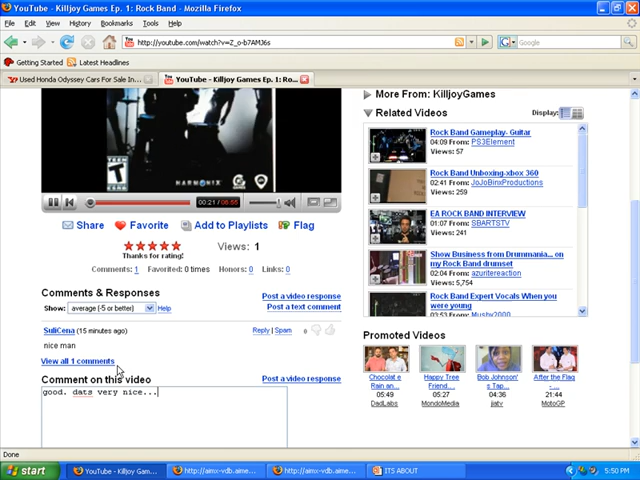 YouTube - Killjoy Games Ep. 1: Rock Band - Mozilla Firefox
File Edit View History Bookmarks Tools Help
http://youtube.com/watch?v=Z_o-b7AMJ6s
Google
Getting Started Latest Headlines
Used Honda Odyssey Cars For Sale In...
YouTube - Killjoy Games Ep. 1: Ro...
T
HARMONIX
EA
00:21 / 08:55
Share Favorite Add to Playlists Flag
Thanks for rating!
Views: 1
Comments: 1 Favorited: 0 times Honors: 0 Links: 0
Comments & Responses
Post a video response
Post a text comment
Show: average (-5 or better) Help
SuliCena (15 minutes ago)
Reply | Spam
0
nice man
View all 1 comments
Comment on this video
Post a video response
good. dats very nice...
More From: KillJoyGames
Related Videos
Display:
Rock Band Gameplay- Guitar
04:09 From: PS3Element
Views: 57
Rock Band Unboxing-xbox 360
02:41 From: JoJoBinxProductions
Views: 259
EA ROCK BAND INTERVIEW
01:07 From: SBARTSTV
Views: 241
Show Business from Drummania... on my Rock Band drumset
02:04 From: azuritereaction
Views: 5,754
Rock Band Expert Vocals When you were young
03:53 From: Mushy2000
Promoted Videos
Chocolat e Rain an...
05:49
DadLabs
Happy Tree Friend....
05:27
MondoMedia
Bob Johnson's Tap...
04:36
jiatv
After the Flag - ...
21:44
MotoGP
Done
start
YouTube - Killjoy Gam...
http://aimx-vdb.aime...
http://aimx-vdb.aime...
ITS ABOUT
5:50 PM